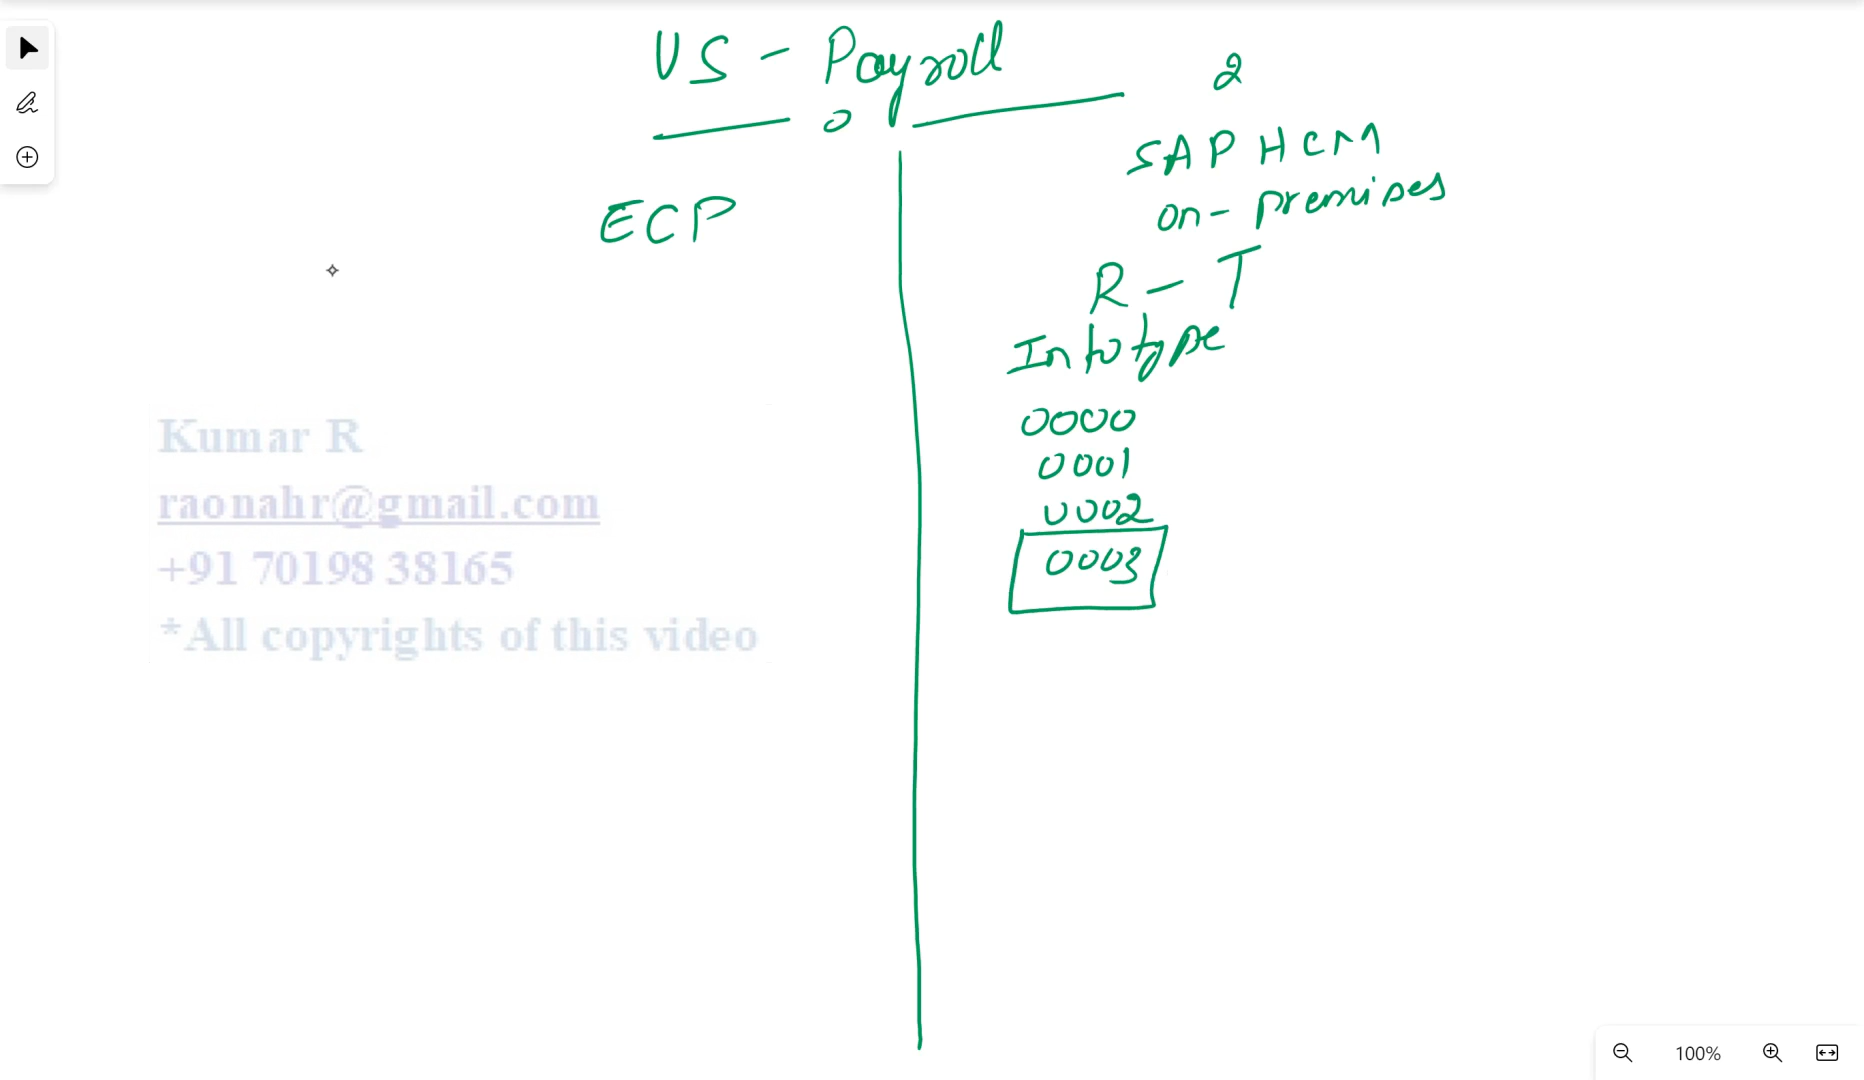 US - Payroll
2
SAP HCM
on-premises
ECP
R - T
Infotype
0000
0001
0002
0003
Kumar R
raonahr@gmail.com
+91 70198 38165
*All copyrights of this video
100%